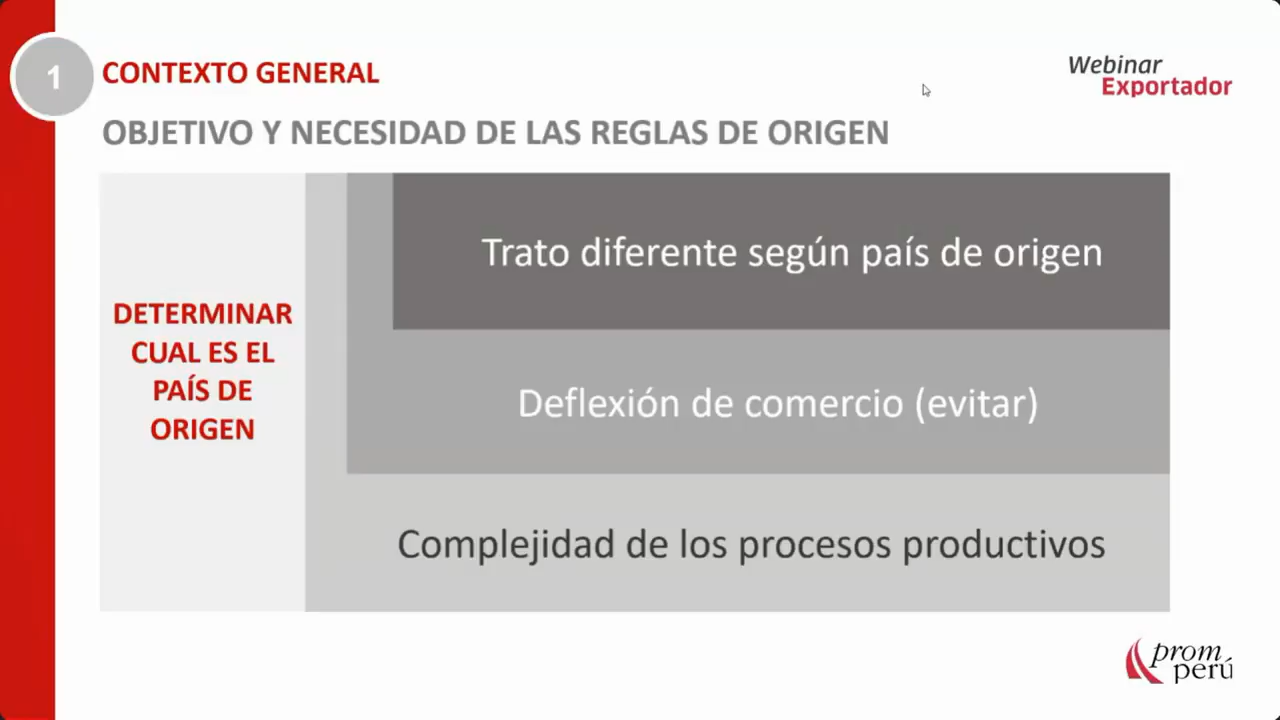 1
CONTEXTO GENERAL
Webinar
Exportador
OBJETIVO Y NECESIDAD DE LAS REGLAS DE ORIGEN
DETERMINAR
CUAL ES EL
PAÍS DE
ORIGEN
Trato diferente según país de origen
Deflexión de comercio (evitar)
Complejidad de los procesos productivos
prom
perú